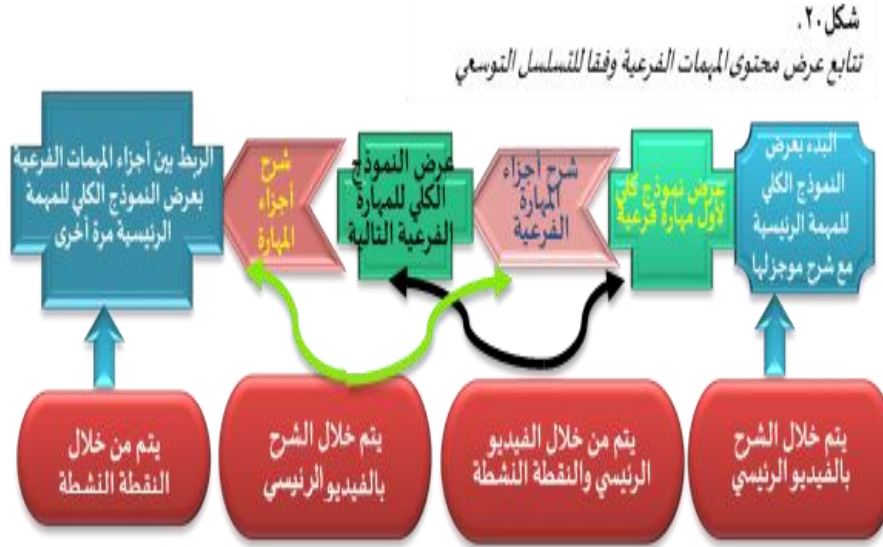 شكل ٢٠.
تتابع عرض محتوى المهمات الفرعية وفقا للتسلسل التوسعي
البدء بعرض
النموذج الكلي
للمهمة الرئيسية
مع شرح موجز لها
عرض نموذج كلي
لأول مهارة فرعية
شرح أجزاء
المهارة
الفرعية
عرض النموذج
الكلي للمهارة
الفرعية التالية
شرح
أجزاء
المهارة
الربط بين أجزاء المهمات الفرعية
بعرض النموذج الكلي للمهمة
الرئيسية مرة أخرى
يتم خلال الشرح
بالفيديو الرئيسي
يتم من خلال الفيديو
الرئيسي والنقطة النشطة
يتم خلال الشرح
بالفيديو الرئيسي
يتم من خلال
النقطة النشطة